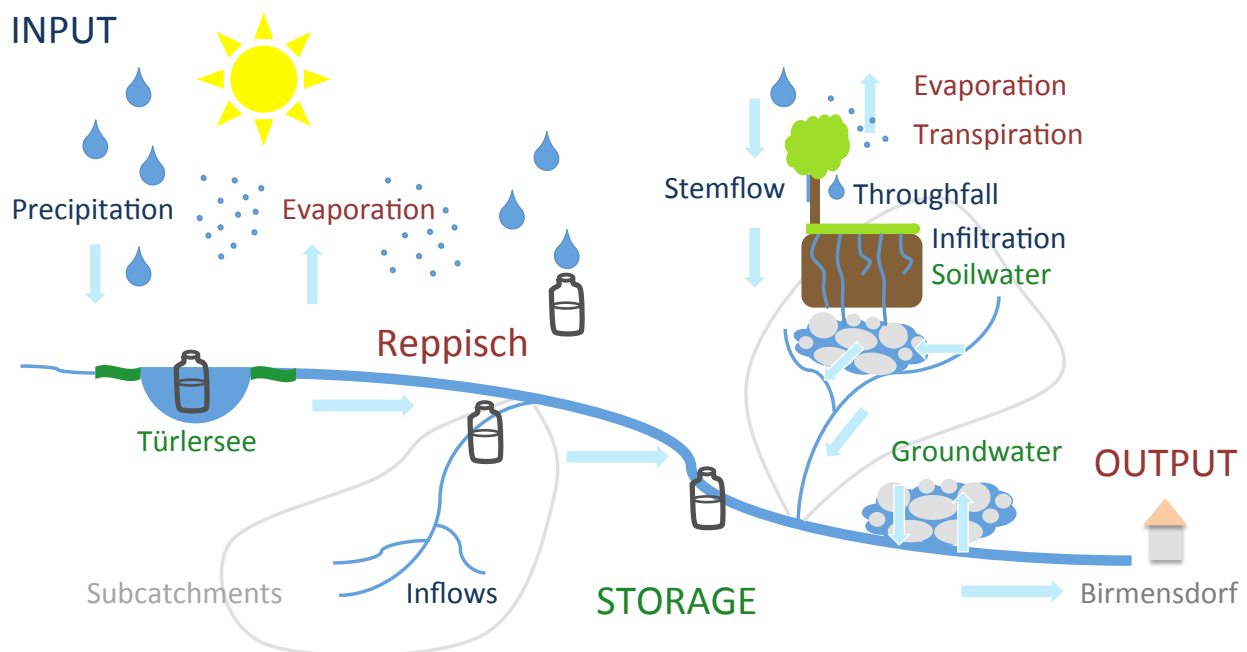 INPUT
Evaporation
Transpiration
Precipitation
Evaporation
Stemflow
Throughfall
Infiltration
Soilwater
Reppisch
Türlersee
Groundwater
OUTPUT
Subcatchments
Inflows
STORAGE
Birmensdorf